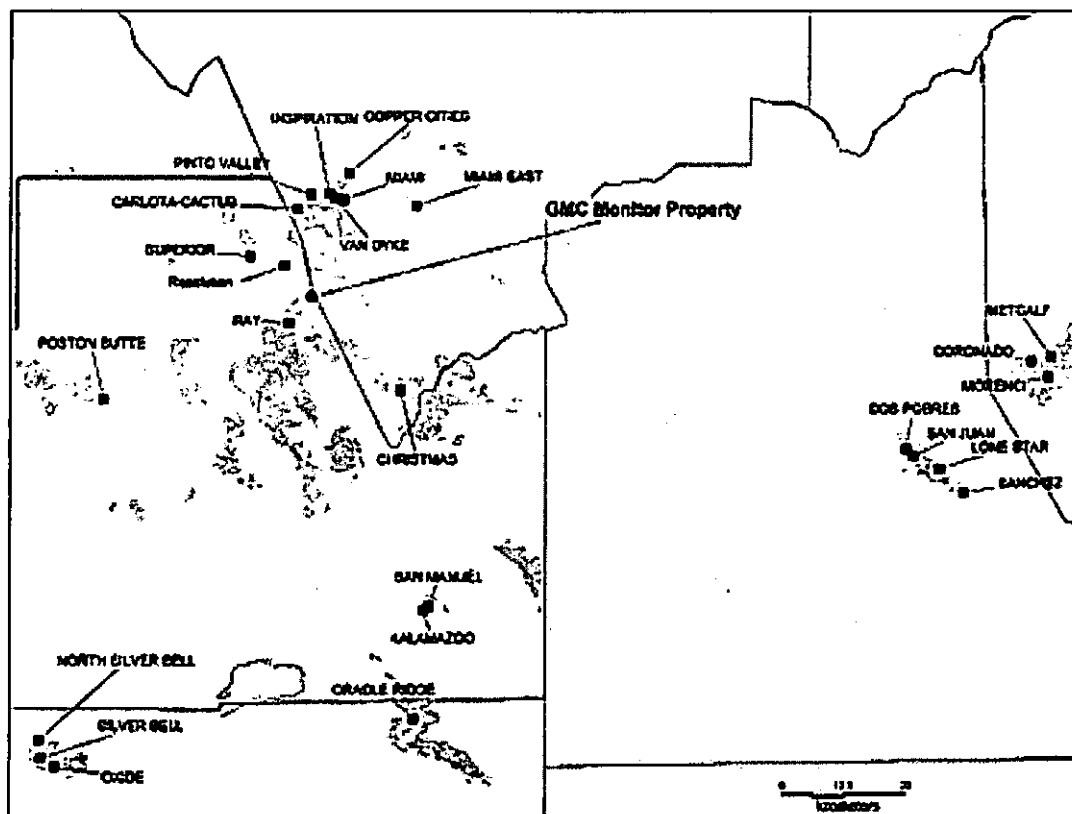 INSPIRATION COPPER CITIES
PINTO VALLEY
MIAMI
MIAMI EAST
CARLOTA-CACTUS
GMC Monitor Property
VAN DYKE
SUPERIOR
Resolution
RAY
POSTON BUTTE
METCALF
CORONADO
MORENCI
DOS POBRES
SAN JUAN
LONE STAR
CHRISTMAS
SANCHEZ
SAN MANUEL
KALAMAZOO
NORTH SILVER BELL
ORACLE RIDGE
SILVER BELL
OXIDE
0
kilometers